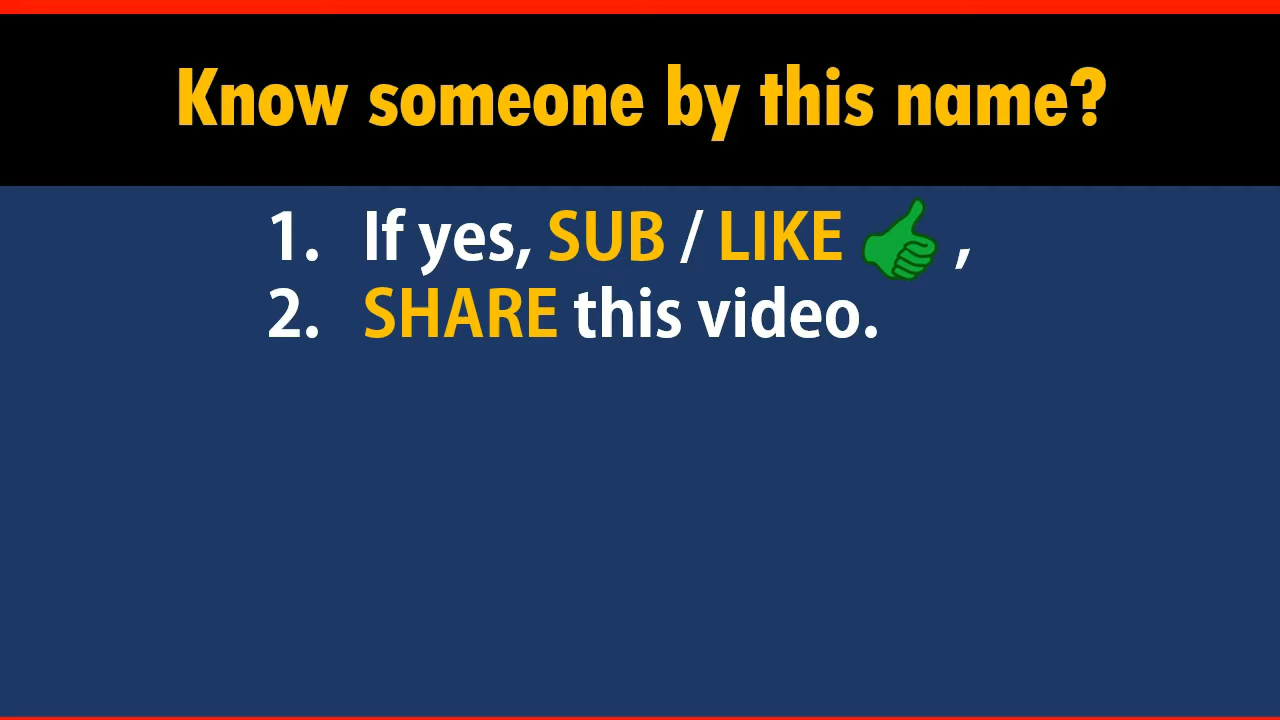 Know someone by this name?
1. If yes, SUB / LIKE ,
2. SHARE this video.